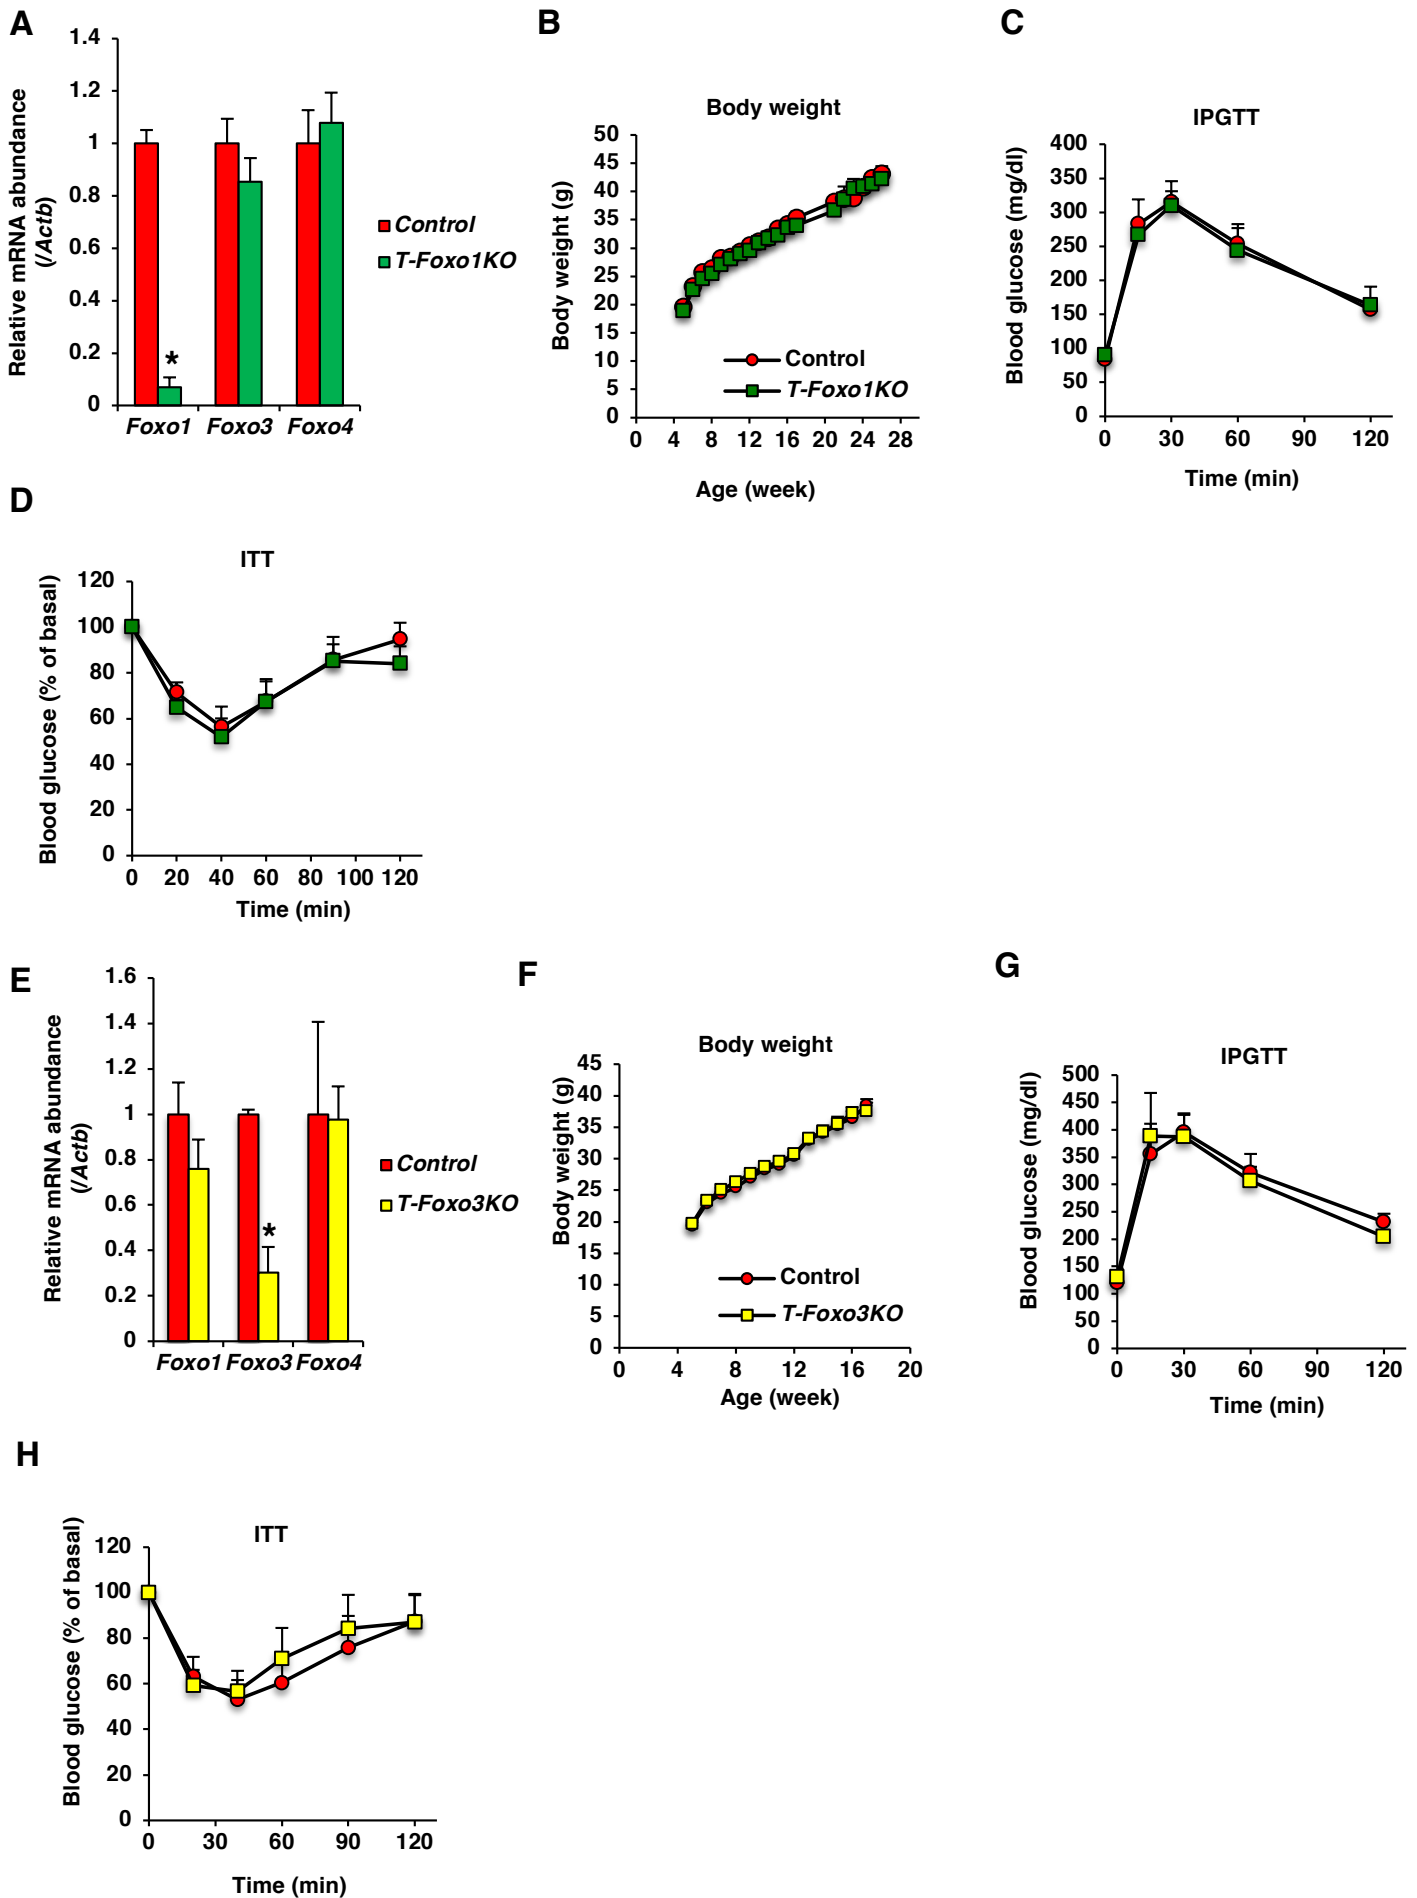 A
1.4
1.2
1
0.8
0.6
0.4
0.2
0
Relative mRNA abundance
(/Actb)
*
Foxo1 Foxo3 Foxo4
Control
T-Foxo1KO
B
Body weight
50
45
40
35
30
25
20
15
10
5
0
Body weight (g)
Control
T-Foxo1KO
0 4 8 12 16 20 24 28
Age (week)
C
IPGTT
400
350
300
250
200
150
100
50
0
Blood glucose (mg/dl)
0 30 60 90 120
Time (min)
D
ITT
120
100
80
60
40
20
0
Blood glucose (% of basal)
0 20 40 60 80 100 120
Time (min)
E
1.6
1.4
1.2
1
0.8
0.6
0.4
0.2
0
Relative mRNA abundance
(/Actb)
*
Foxo1 Foxo3 Foxo4
Control
T-Foxo3KO
F
Body weight
45
40
35
30
25
20
15
10
5
0
Body weight (g)
Control
T-Foxo3KO
0 4 8 12 16 20
Age (week)
G
IPGTT
500
450
400
350
300
250
200
150
100
50
0
Blood glucose (mg/dl)
0 30 60 90 120
Time (min)
H
ITT
120
100
80
60
40
20
0
Blood glucose (% of basal)
0 30 60 90 120
Time (min)